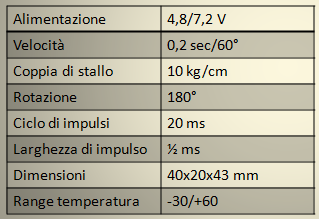 Alimentazione 4,8/7,2 V
Velocità 0,2 sec/60°
Coppia di stallo 10 kg/cm
Rotazione 180°
Ciclo di impulsi 20 ms
Larghezza di impulso ½ ms
Dimensioni 40x20x43 mm
Range temperatura -30/+60